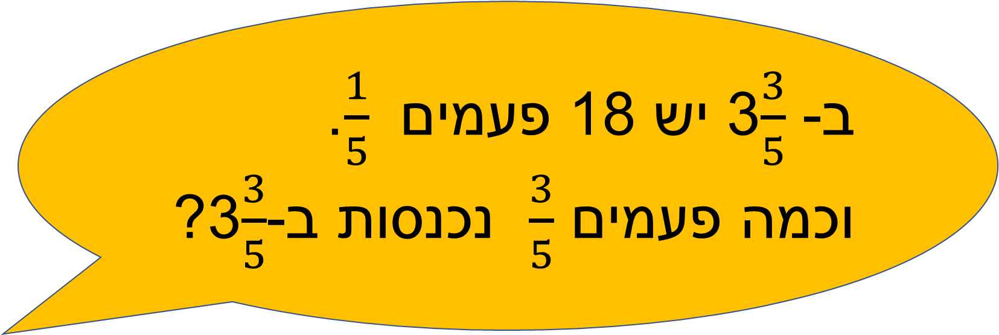 ב- 3 3/5 יש 18 פעמים 1/5.
וכמה פעמים 3/5 נכנסות ב-3 3/5?